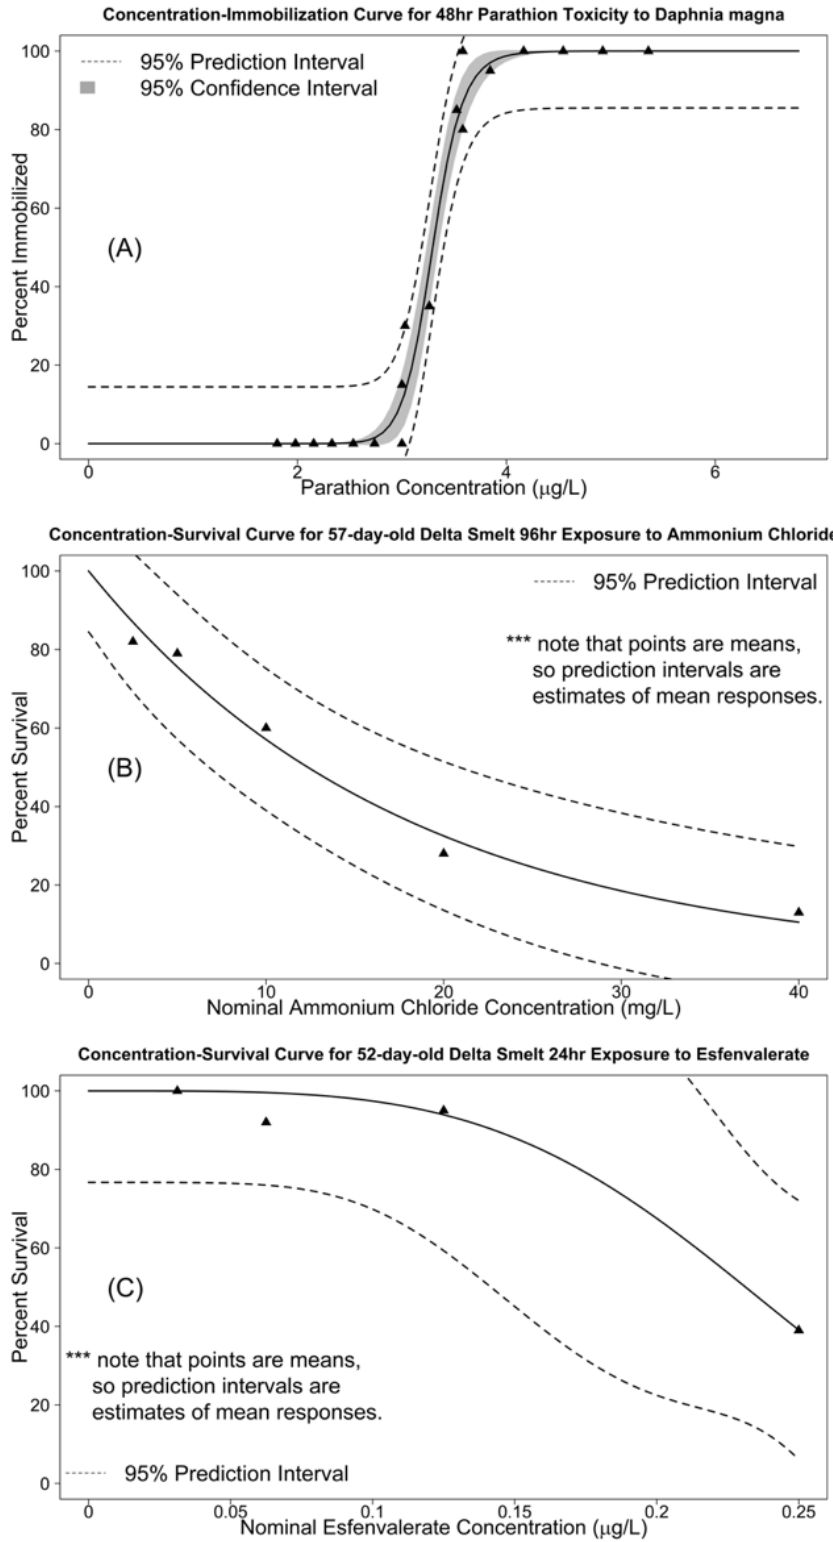 Concentration-Immobilization Curve for 48hr Parathion Toxicity to Daphnia magna
100
80
60
40
20
0
Percent Immobilized
95% Prediction Interval
95% Confidence Interval
(A)
0 2 4 6
Parathion Concentration (μg/L)
Concentration-Survival Curve for 57-day-old Delta Smelt 96hr Exposure to Ammonium Chloride
100
80
60
40
20
0
Percent Survival
95% Prediction Interval
*** note that points are means,
so prediction intervals are
estimates of mean responses.
(B)
0 10 20 30 40
Nominal Ammonium Chloride Concentration (mg/L)
Concentration-Survival Curve for 52-day-old Delta Smelt 24hr Exposure to Esfenvalerate
100
80
60
40
20
0
Percent Survival
(C)
*** note that points are means,
so prediction intervals are
estimates of mean responses.
95% Prediction Interval
0 0.05 0.1 0.15 0.2 0.25
Nominal Esfenvalerate Concentration (μg/L)